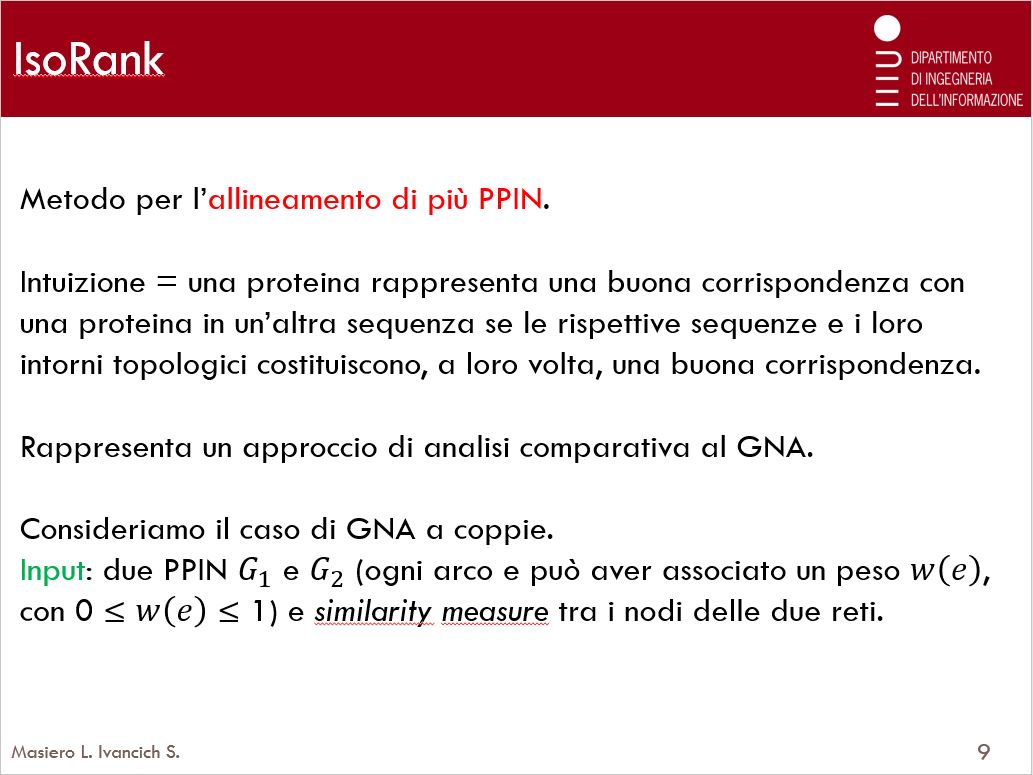 IsoRank
DIPARTIMENTO
DI INGEGNERIA
DELL'INFORMAZIONE
Metodo per l’allineamento di più PPIN.
Intuizione = una proteina rappresenta una buona corrispondenza con
una proteina in un’altra sequenza se le rispettive sequenze e i loro
intorni topologici costituiscono, a loro volta, una buona corrispondenza.
Rappresenta un approccio di analisi comparativa al GNA.
Consideriamo il caso di GNA a coppie.
Input: due PPIN 𝐺₁ e 𝐺₂ (ogni arco e può aver associato un peso 𝑤(𝑒),
con 0 ≤ 𝑤(𝑒) ≤ 1) e similarity measure tra i nodi delle due reti.
Masiero L. Ivancich S.
9